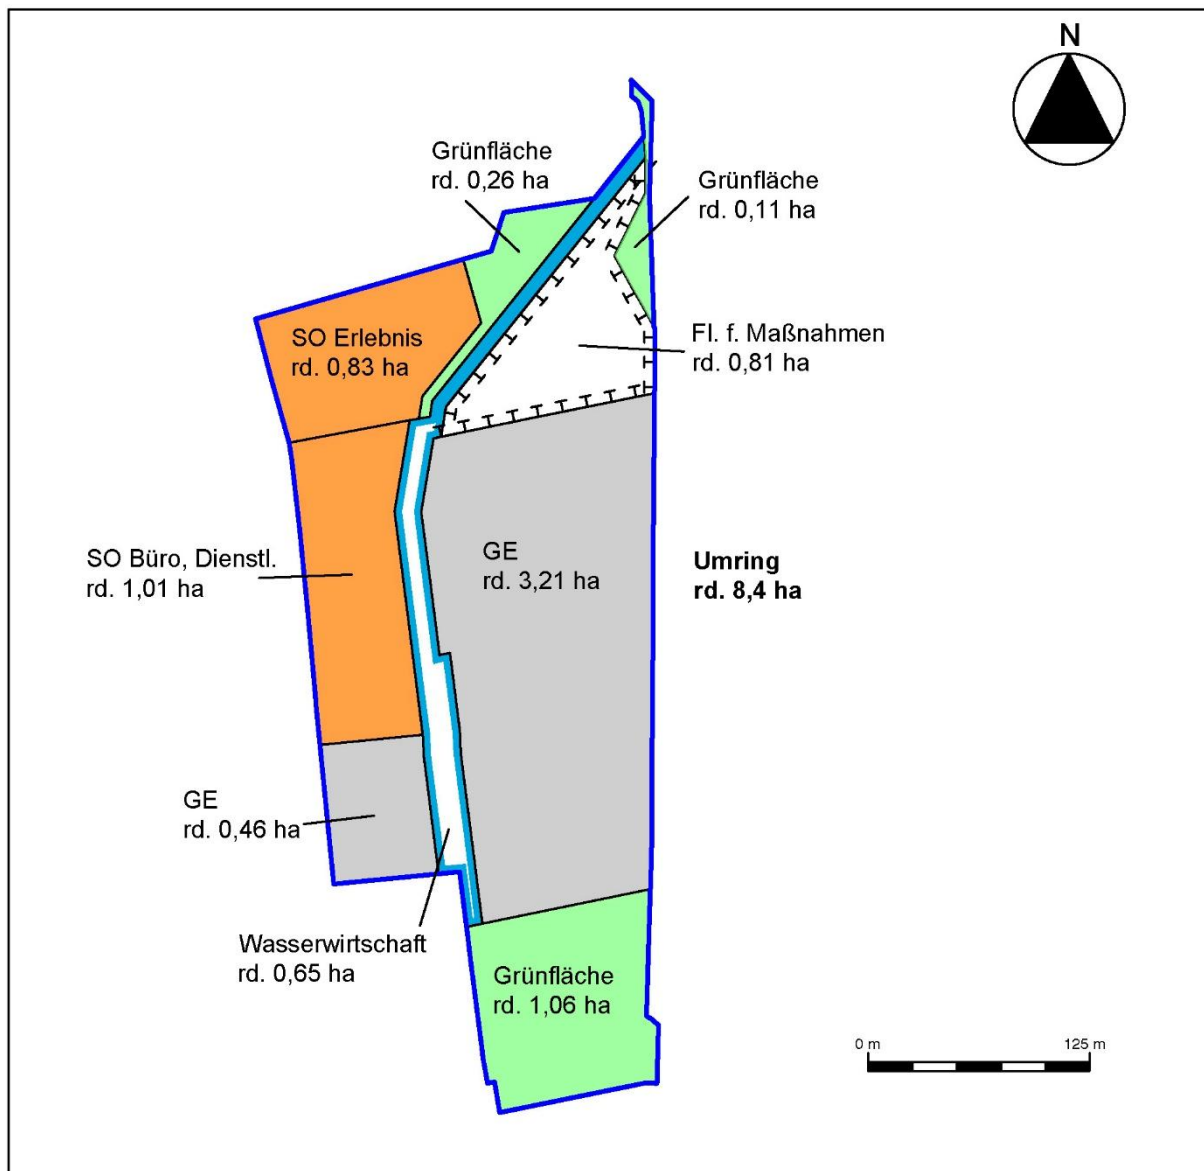 N
Grünfläche
rd. 0,26 ha
Grünfläche
rd. 0,11 ha
SO Erlebnis
rd. 0,83 ha
Fl. f. Maßnahmen
rd. 0,81 ha
SO Büro, Dienstl.
rd. 1,01 ha
GE
rd. 3,21 ha
Umring
rd. 8,4 ha
GE
rd. 0,46 ha
Wasserwirtschaft
rd. 0,65 ha
Grünfläche
rd. 1,06 ha
0 m 125 m